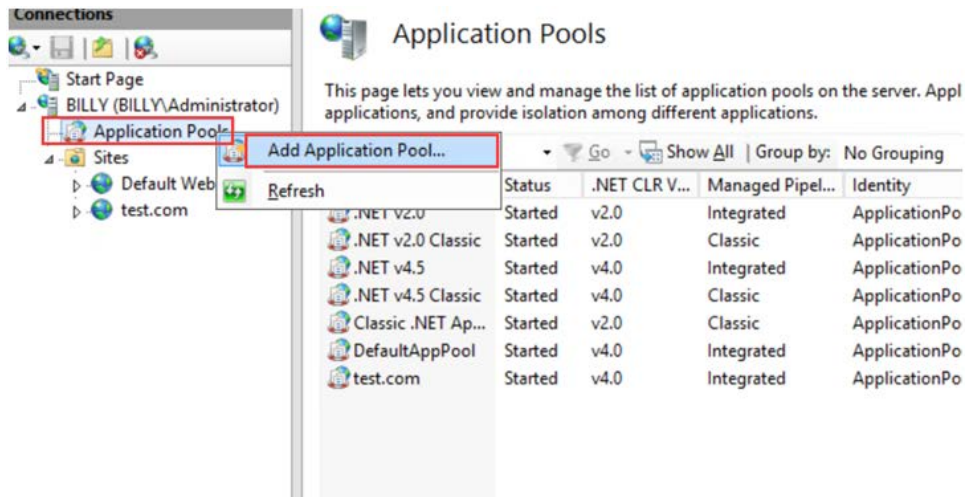 Connections
Start Page
BILLY (BILLY\Administrator)
Application Pools
Sites
Default Web
test.com
Add Application Pool...
Refresh
Application Pools
This page lets you view and manage the list of application pools on the server. Appl
applications, and provide isolation among different applications.
Go Show All | Group by: No Grouping
Status .NET CLR V... Managed Pipel... Identity
.NET v2.0 Started v2.0 Integrated ApplicationPo
.NET v2.0 Classic Started v2.0 Classic ApplicationPo
.NET v4.5 Started v4.0 Integrated ApplicationPo
.NET v4.5 Classic Started v4.0 Classic ApplicationPo
Classic .NET Ap... Started v2.0 Classic ApplicationPo
DefaultAppPool Started v4.0 Integrated ApplicationPo
test.com Started v4.0 Integrated ApplicationPo